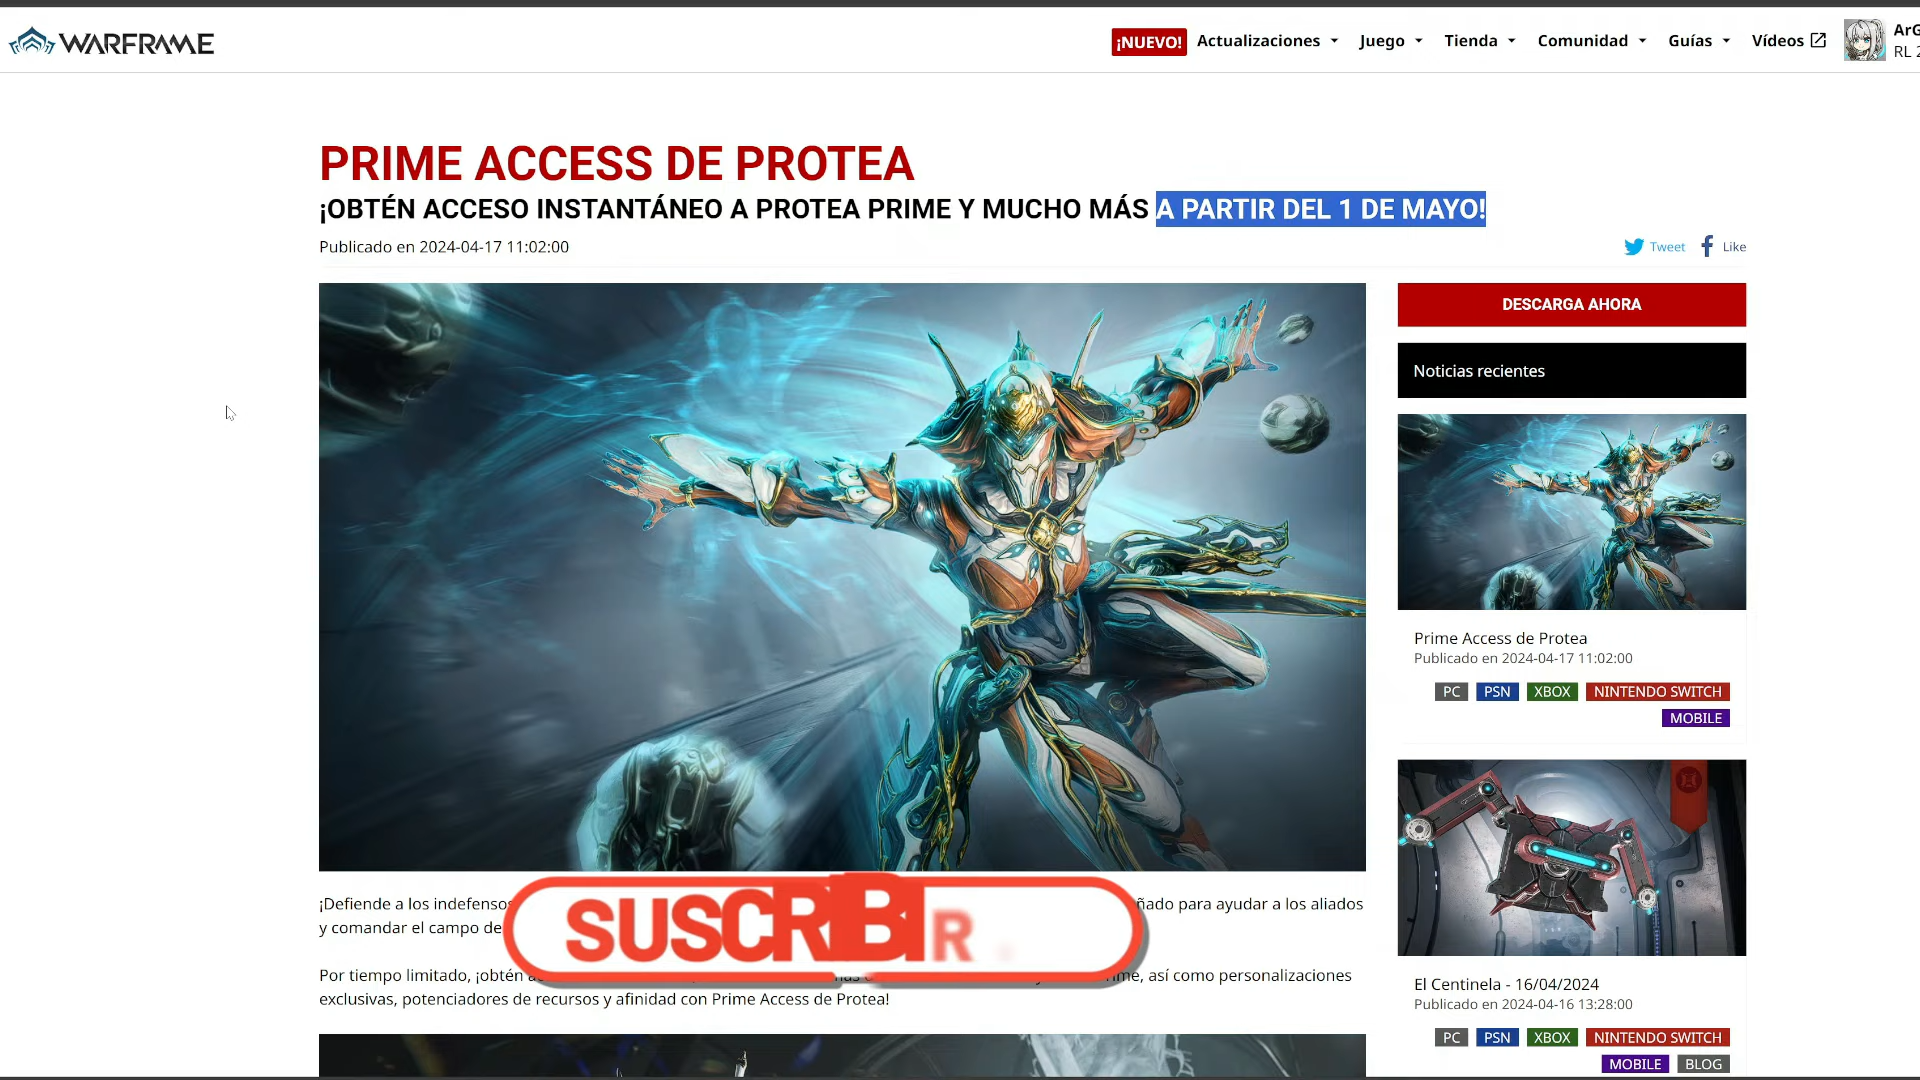 WARFRAME
¡NUEVO! Actualizaciones Juego Tienda Comunidad Guías Vídeos
RL
PRIME ACCESS DE PROTEA
¡OBTÉN ACCESO INSTANTÁNEO A PROTEA PRIME Y MUCHO MÁS A PARTIR DEL 1 DE MAYO!
Publicado en 2024-04-17 11:02:00
Tweet Like
DESCARGA AHORA
Noticias recientes
Prime Access de Protea
Publicado en 2024-04-17 11:02:00
PC PSN XBOX NINTENDO SWITCH
MOBILE
El Centinela - 16/04/2024
Publicado en 2024-04-16 13:28:00
PC PSN XBOX NINTENDO SWITCH
MOBILE BLOG
¡Defiende a los indefensos para ayudar a los aliados
y comandar el campo de
SUSCRIBIR
Por tiempo limitado, ¡obtén así como personalizaciones
exclusivas, potenciadores de recursos y afinidad con Prime Access de Protea!